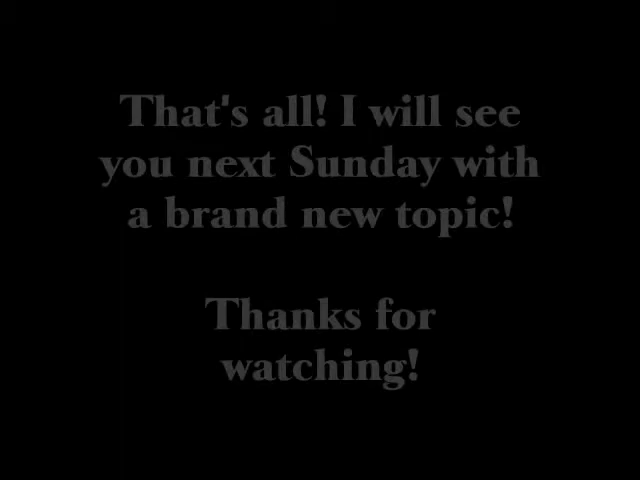 That's all! I will see
you next Sunday with
a brand new topic!
Thanks for
watching!